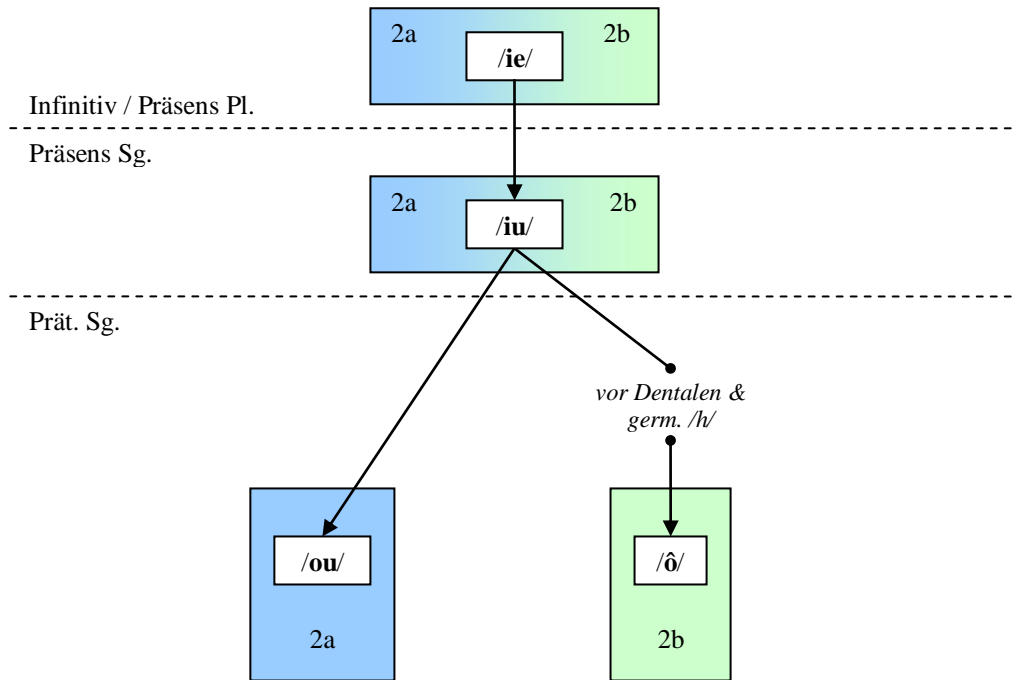 2a 2b
/ie/
Infinitiv / Präsens Pl.
Präsens Sg.
2a 2b
/iu/
Prät. Sg.
vor Dentalen &
germ. /h/
/ou/ /ô/
2a 2b